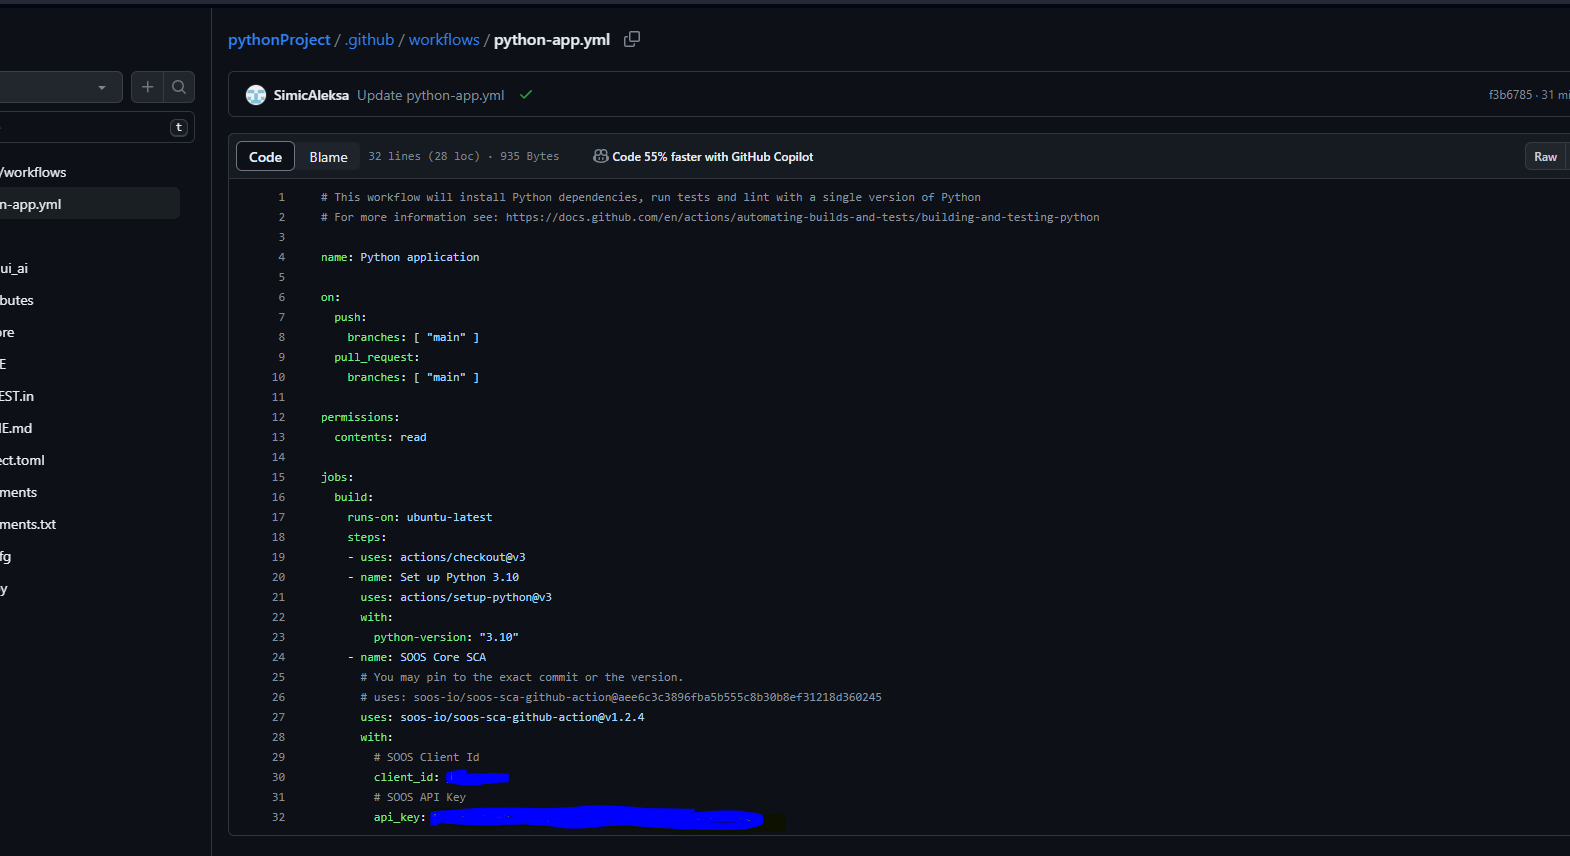 pythonProject / .github / workflows / python-app.yml
SimicAleksa Update python-app.yml
f3b6785 · 31 mi
t
/workflows
n-app.yml
ui_ai
butes
ore
E
EST.in
E.md
ect.toml
ments
ments.txt
fg
y
Code Blame 32 lines (28 loc) · 935 Bytes Code 55% faster with GitHub Copilot Raw
1 # This workflow will install Python dependencies, run tests and lint with a single version of Python
2 # For more information see: https://docs.github.com/en/actions/automating-builds-and-tests/building-and-testing-python
3
4 name: Python application
5
6 on:
7 push:
8 branches: [ "main" ]
9 pull_request:
10 branches: [ "main" ]
11
12 permissions:
13 contents: read
14
15 jobs:
16 build:
17 runs-on: ubuntu-latest
18 steps:
19 - uses: actions/checkout@v3
20 - name: Set up Python 3.10
21 uses: actions/setup-python@v3
22 with:
23 python-version: "3.10"
24 - name: SOOS Core SCA
25 # You may pin to the exact commit or the version.
26 # uses: soos-io/soos-sca-github-action@aee6c3c3896fba5b555c8b30b8ef31218d360245
27 uses: soos-io/soos-sca-github-action@v1.2.4
28 with:
29 # SOOS Client Id
30 client_id:
31 # SOOS API Key
32 api_key: